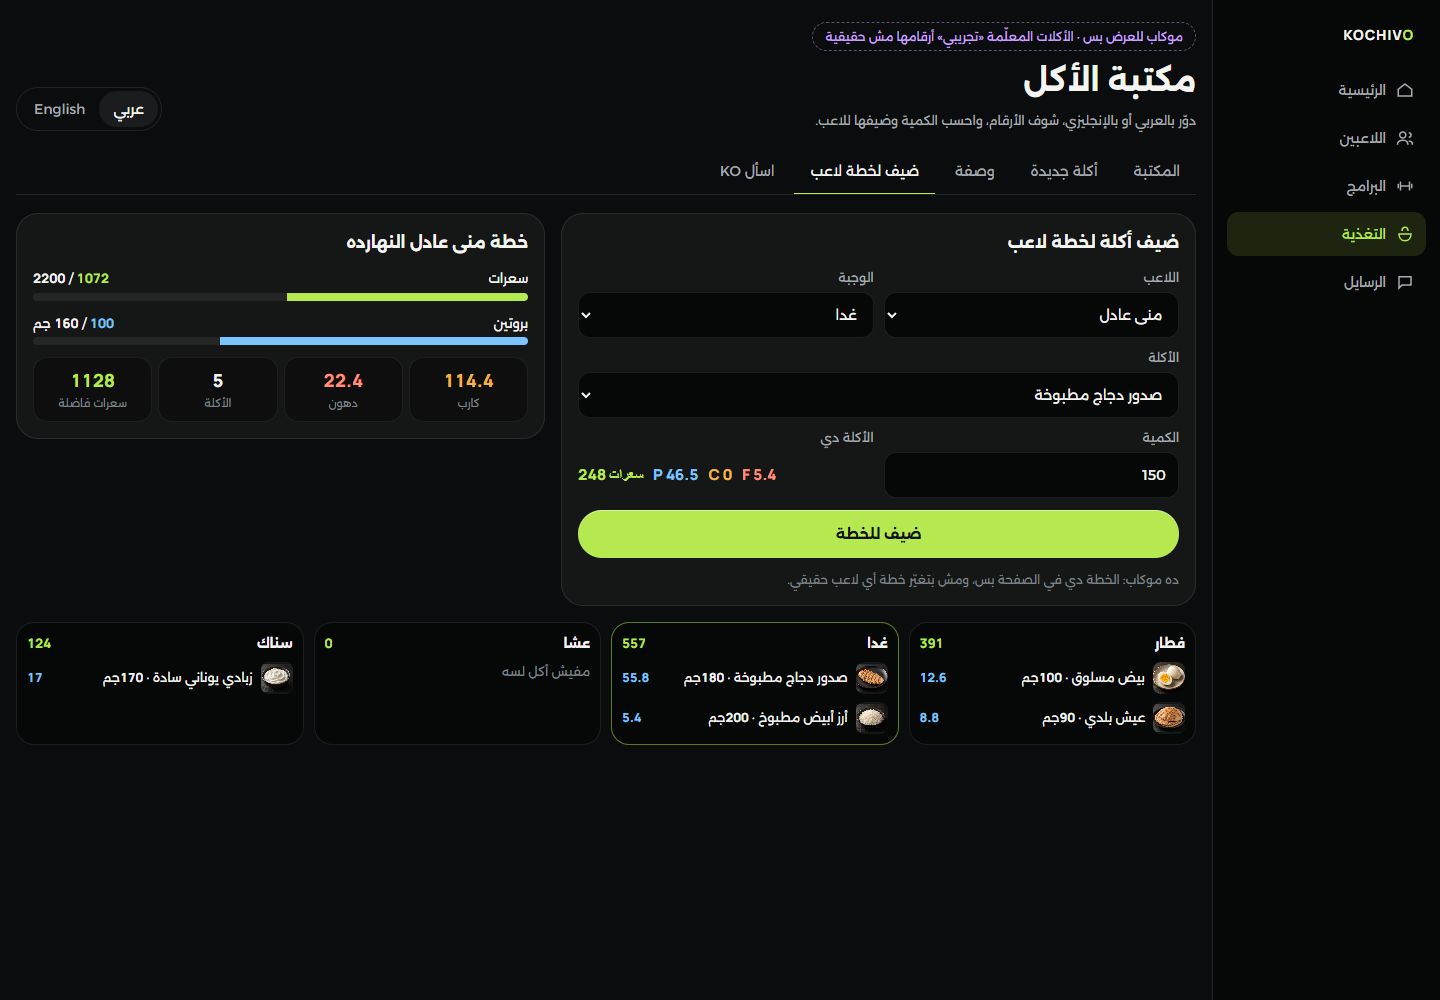 KOCHIVO
الرئيسية
اللاعبين
البرامج
التغذية
الرسايل
موكاب للعرض بس · الأكلات المعلّمة «تجريبي» أرقامها مش حقيقية
مكتبة الأكل
دوّر بالعربي أو بالإنجليزي، شوف الأرقام، واحسب الكمية وضيفها للاعب.
عربي
English
المكتبة
أكلة جديدة
وصفة
ضيف لخطة لاعب
اسأل KO
ضيف أكلة لخطة لاعب
اللاعب
الوجبة
منى عادل
غدا
الأكلة
صدور دجاج مطبوخة
الكمية
الأكلة دي
150
248 سعرات P 46.5 C 0 F 5.4
ضيف للخطة
ده موكاب: الخطة دي في الصفحة بس، ومش بتغيّر خطة أي لاعب حقيقي.
خطة منى عادل النهارده
سعرات
1072 / 2200
بروتين
100 / 160 جم
114.4
كارب
22.4
دهون
5
الأكلة
1128
سعرات فاضلة
فطار
391
بيض مسلوق · 100جم
12.6
عيش بلدي · 90جم
8.8
غدا
557
صدور دجاج مطبوخة · 180جم
55.8
أرز أبيض مطبوخ · 200جم
5.4
عشا
0
مفيش أكل لسه
سناك
124
زبادي يوناني سادة · 170جم
17